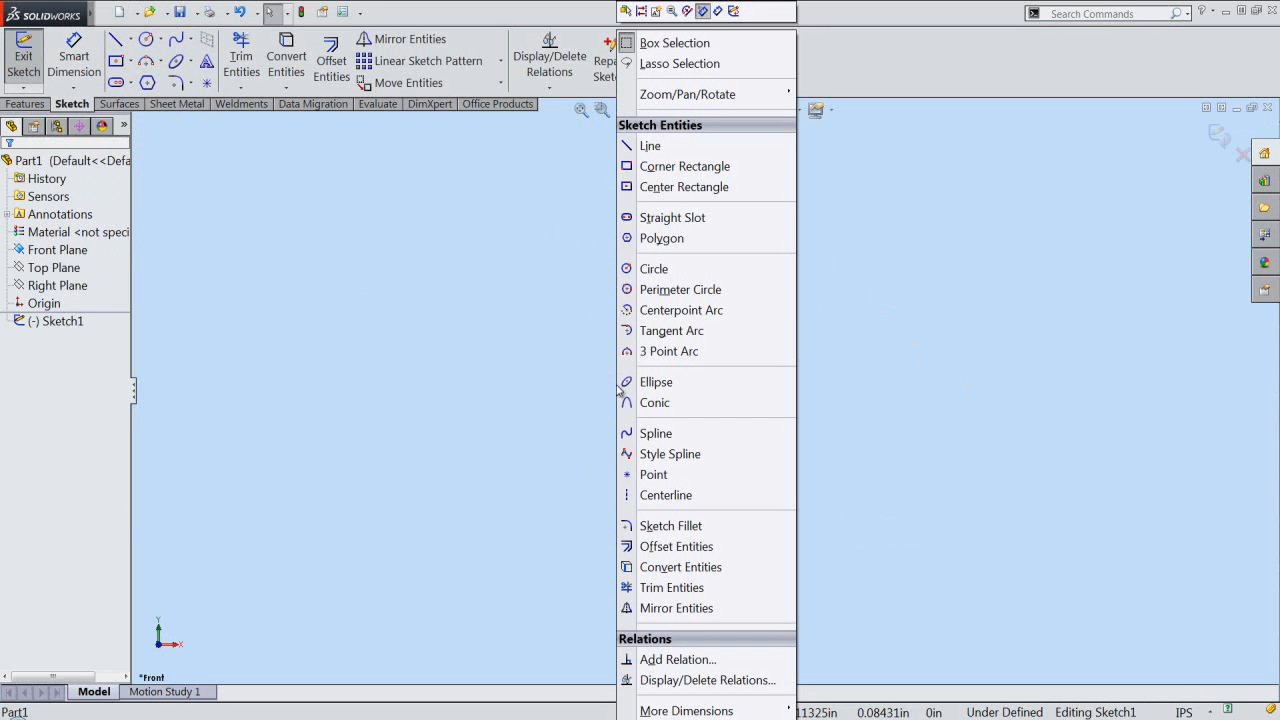 SOLIDWORKS
Search Commands
Exit Sketch
Smart Dimension
Trim Entities
Convert Entities
Offset Entities
Mirror Entities
Linear Sketch Pattern
Move Entities
Display/Delete Relations
Features
Sketch
Surfaces
Sheet Metal
Weldments
Data Migration
Evaluate
DimXpert
Office Products
Part1 (Default<<Defa
History
Sensors
Annotations
Material <not speci
Front Plane
Top Plane
Right Plane
Origin
(-) Sketch1
Box Selection
Lasso Selection
Zoom/Pan/Rotate
Sketch Entities
Line
Corner Rectangle
Center Rectangle
Straight Slot
Polygon
Circle
Perimeter Circle
Centerpoint Arc
Tangent Arc
3 Point Arc
Ellipse
Conic
Spline
Style Spline
Point
Centerline
Sketch Fillet
Offset Entities
Convert Entities
Trim Entities
Mirror Entities
Relations
Add Relation...
Display/Delete Relations...
More Dimensions
Y
X
*Front
Model
Motion Study 1
Part1
11325in
0.08431in
0in
Under Defined
Editing Sketch1
IPS